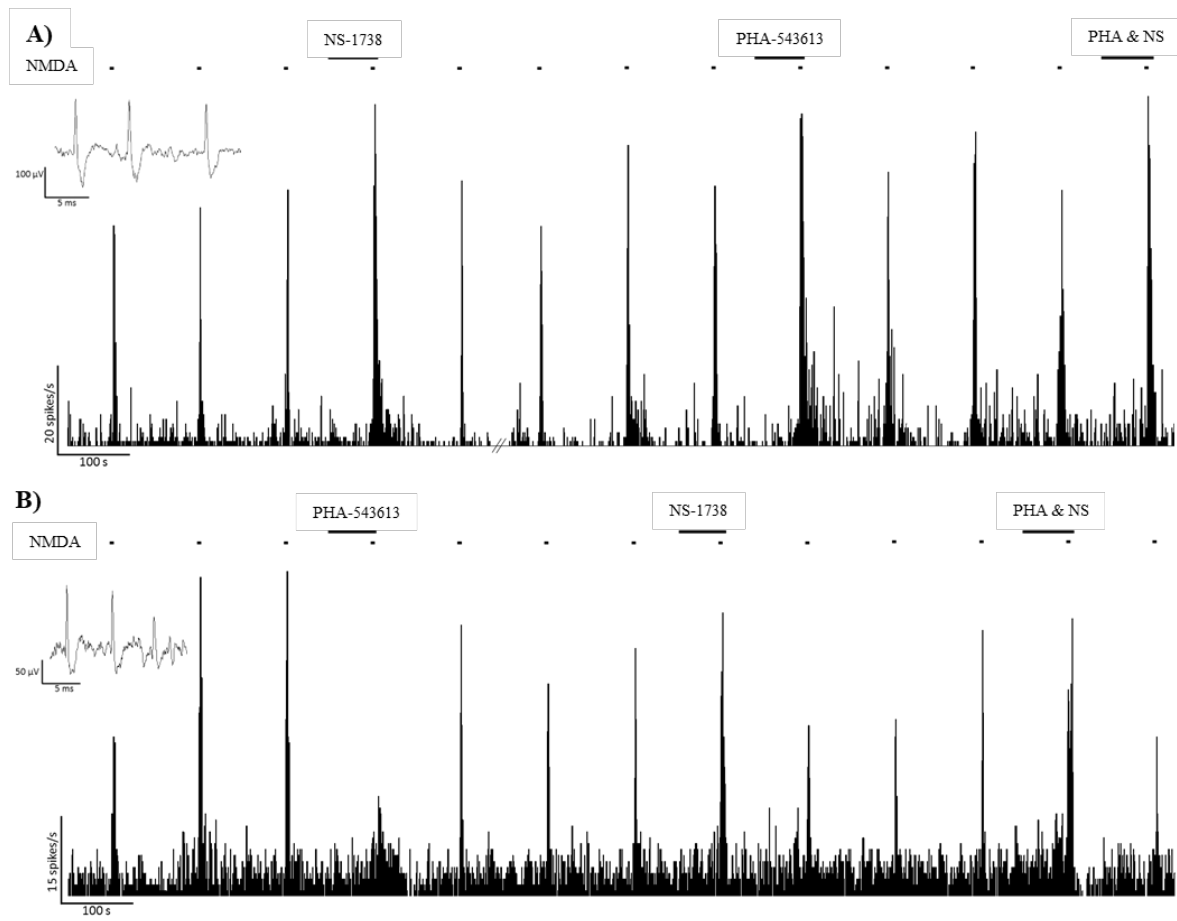 A)
NS-1738
PHA-543613
PHA & NS
NMDA
100 µV
5 ms
20 spikes/s
100 s
B)
PHA-543613
NS-1738
PHA & NS
NMDA
50 µV
5 ms
15 spikes/s
100 s